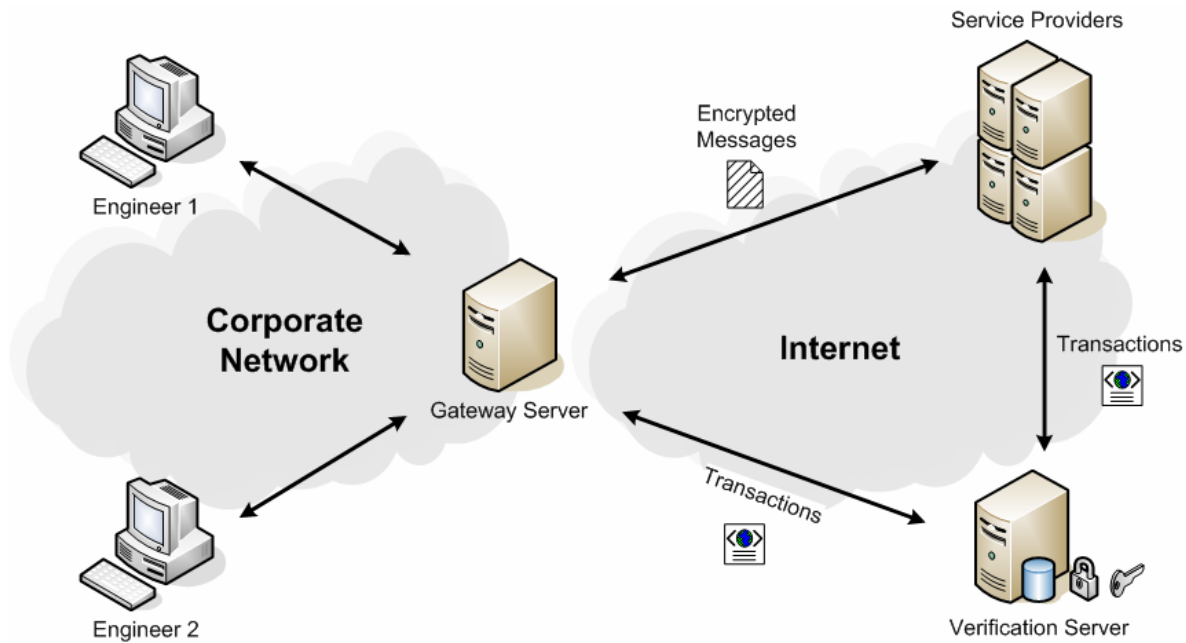 Service Providers
Encrypted
Messages
Engineer 1
Corporate
Network
Internet
Transactions
Gateway Server
Transactions
Engineer 2
Verification Server